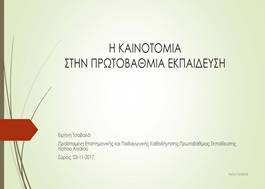 Η ΚΑΙΝΟΤΟΜΙΑ
ΣΤΗΝ ΠΡΩΤΟΒΑΘΜΙΑ ΕΚΠΑΙΔΕΥΣΗ
Ειρήνη Τσαβαλά
Προϊσταμένη Επιστημονικής και Παιδαγωγικής Καθοδήγησης Πρωτοβάθμιας Εκπαίδευσης
Νοτίου Αιγαίου
Σύρος, 03-11-2017